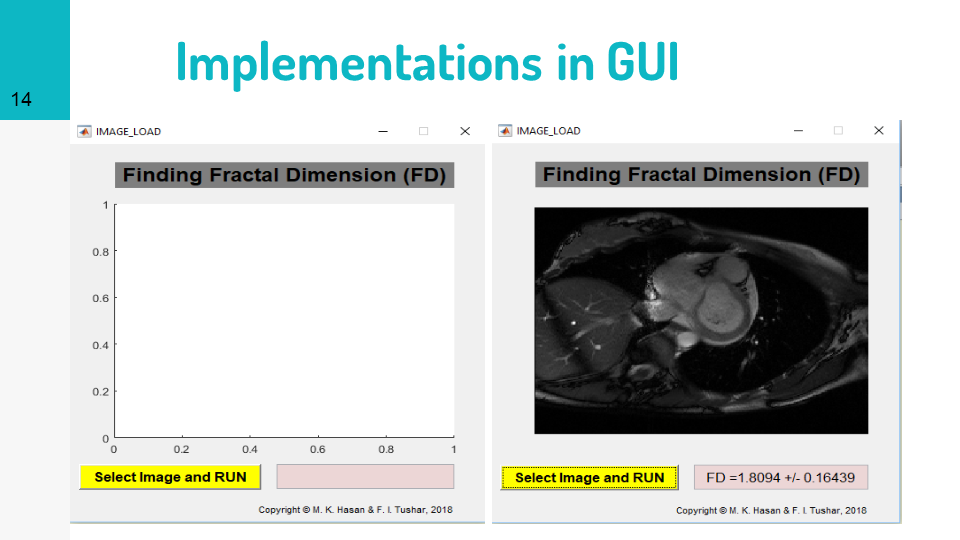 Implementations in GUI
14
IMAGE_LOAD
Finding Fractal Dimension (FD)
1
0.8
0.6
0.4
0.2
0
0 0.2 0.4 0.6 0.8 1
Select Image and RUN
Copyright © M. K. Hasan & F. I. Tushar, 2018
IMAGE_LOAD
Finding Fractal Dimension (FD)
Select Image and RUN
FD =1.8094 +/- 0.16439
Copyright © M. K. Hasan & F. I. Tushar, 2018